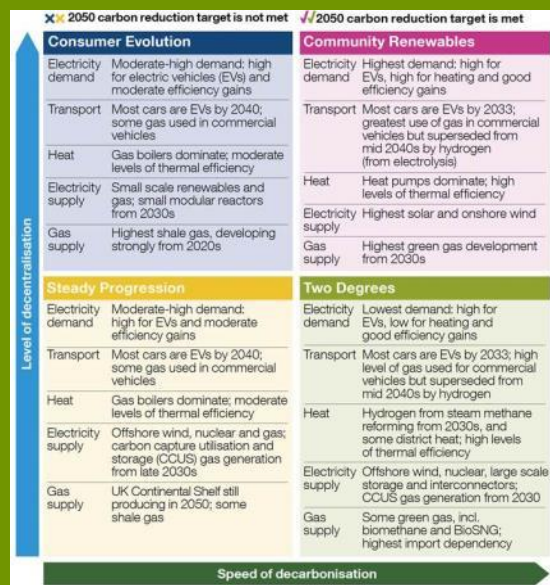 2050 carbon reduction target is not met
2050 carbon reduction target is met
Consumer Evolution
Electricity demand
Moderate-high demand: high
for electric vehicles (EVs) and
moderate efficiency gains
Transport
Most cars are EVs by 2040;
some gas used in commercial
vehicles
Heat
Gas boilers dominate; moderate
levels of thermal efficiency
Electricity supply
Small scale renewables and
gas; small modular reactors
from 2030s
Gas supply
Highest shale gas, developing
strongly from 2020s
Community Renewables
Electricity demand
Highest demand: high for
EVs, high for heating and good
efficiency gains
Transport
Most cars are EVs by 2033;
greatest use of gas in commercial
vehicles but superseded from
mid 2040s by hydrogen
(from electrolysis)
Heat
Heat pumps dominate; high
levels of thermal efficiency
Electricity supply
Highest solar and onshore wind
Gas supply
Highest green gas development
from 2030s
Steady Progression
Electricity demand
Moderate-high demand:
high for EVs and moderate
efficiency gains
Transport
Most cars are EVs by 2040;
some gas used in commercial
vehicles
Heat
Gas boilers dominate; moderate
levels of thermal efficiency
Electricity supply
Offshore wind, nuclear and gas;
carbon capture utilisation and
storage (CCUS) gas generation
from late 2030s
Gas supply
UK Continental Shelf still
producing in 2050; some
shale gas
Two Degrees
Electricity demand
Lowest demand: high for
EVs, low for heating and
good efficiency gains
Transport
Most cars are EVs by 2033; high
level of gas used for commercial
vehicles but superseded from
mid 2040s by hydrogen
Heat
Hydrogen from steam methane
reforming from 2030s, and
some district heat; high levels
of thermal efficiency
Electricity supply
Offshore wind, nuclear, large scale
storage and interconnectors;
CCUS gas generation from 2030
Gas supply
Some green gas, incl.
biomethane and BioSNG;
highest import dependency
Level of decentralisation
Speed of decarbonisation